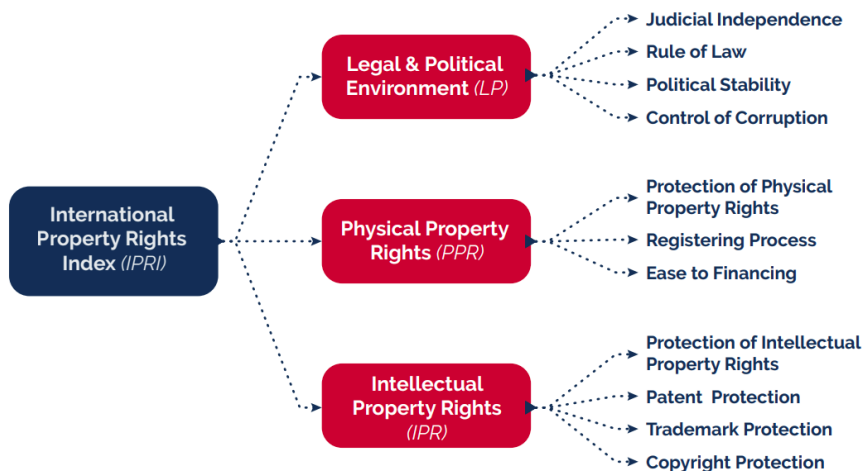 International
Property Rights
Index (IPRI)
Legal & Political
Environment (LP)
Judicial Independence
Rule of Law
Political Stability
Control of Corruption
Physical Property
Rights (PPR)
Protection of Physical
Property Rights
Registering Process
Ease to Financing
Intellectual
Property Rights
(IPR)
Protection of Intellectual
Property Rights
Patent Protection
Trademark Protection
Copyright Protection